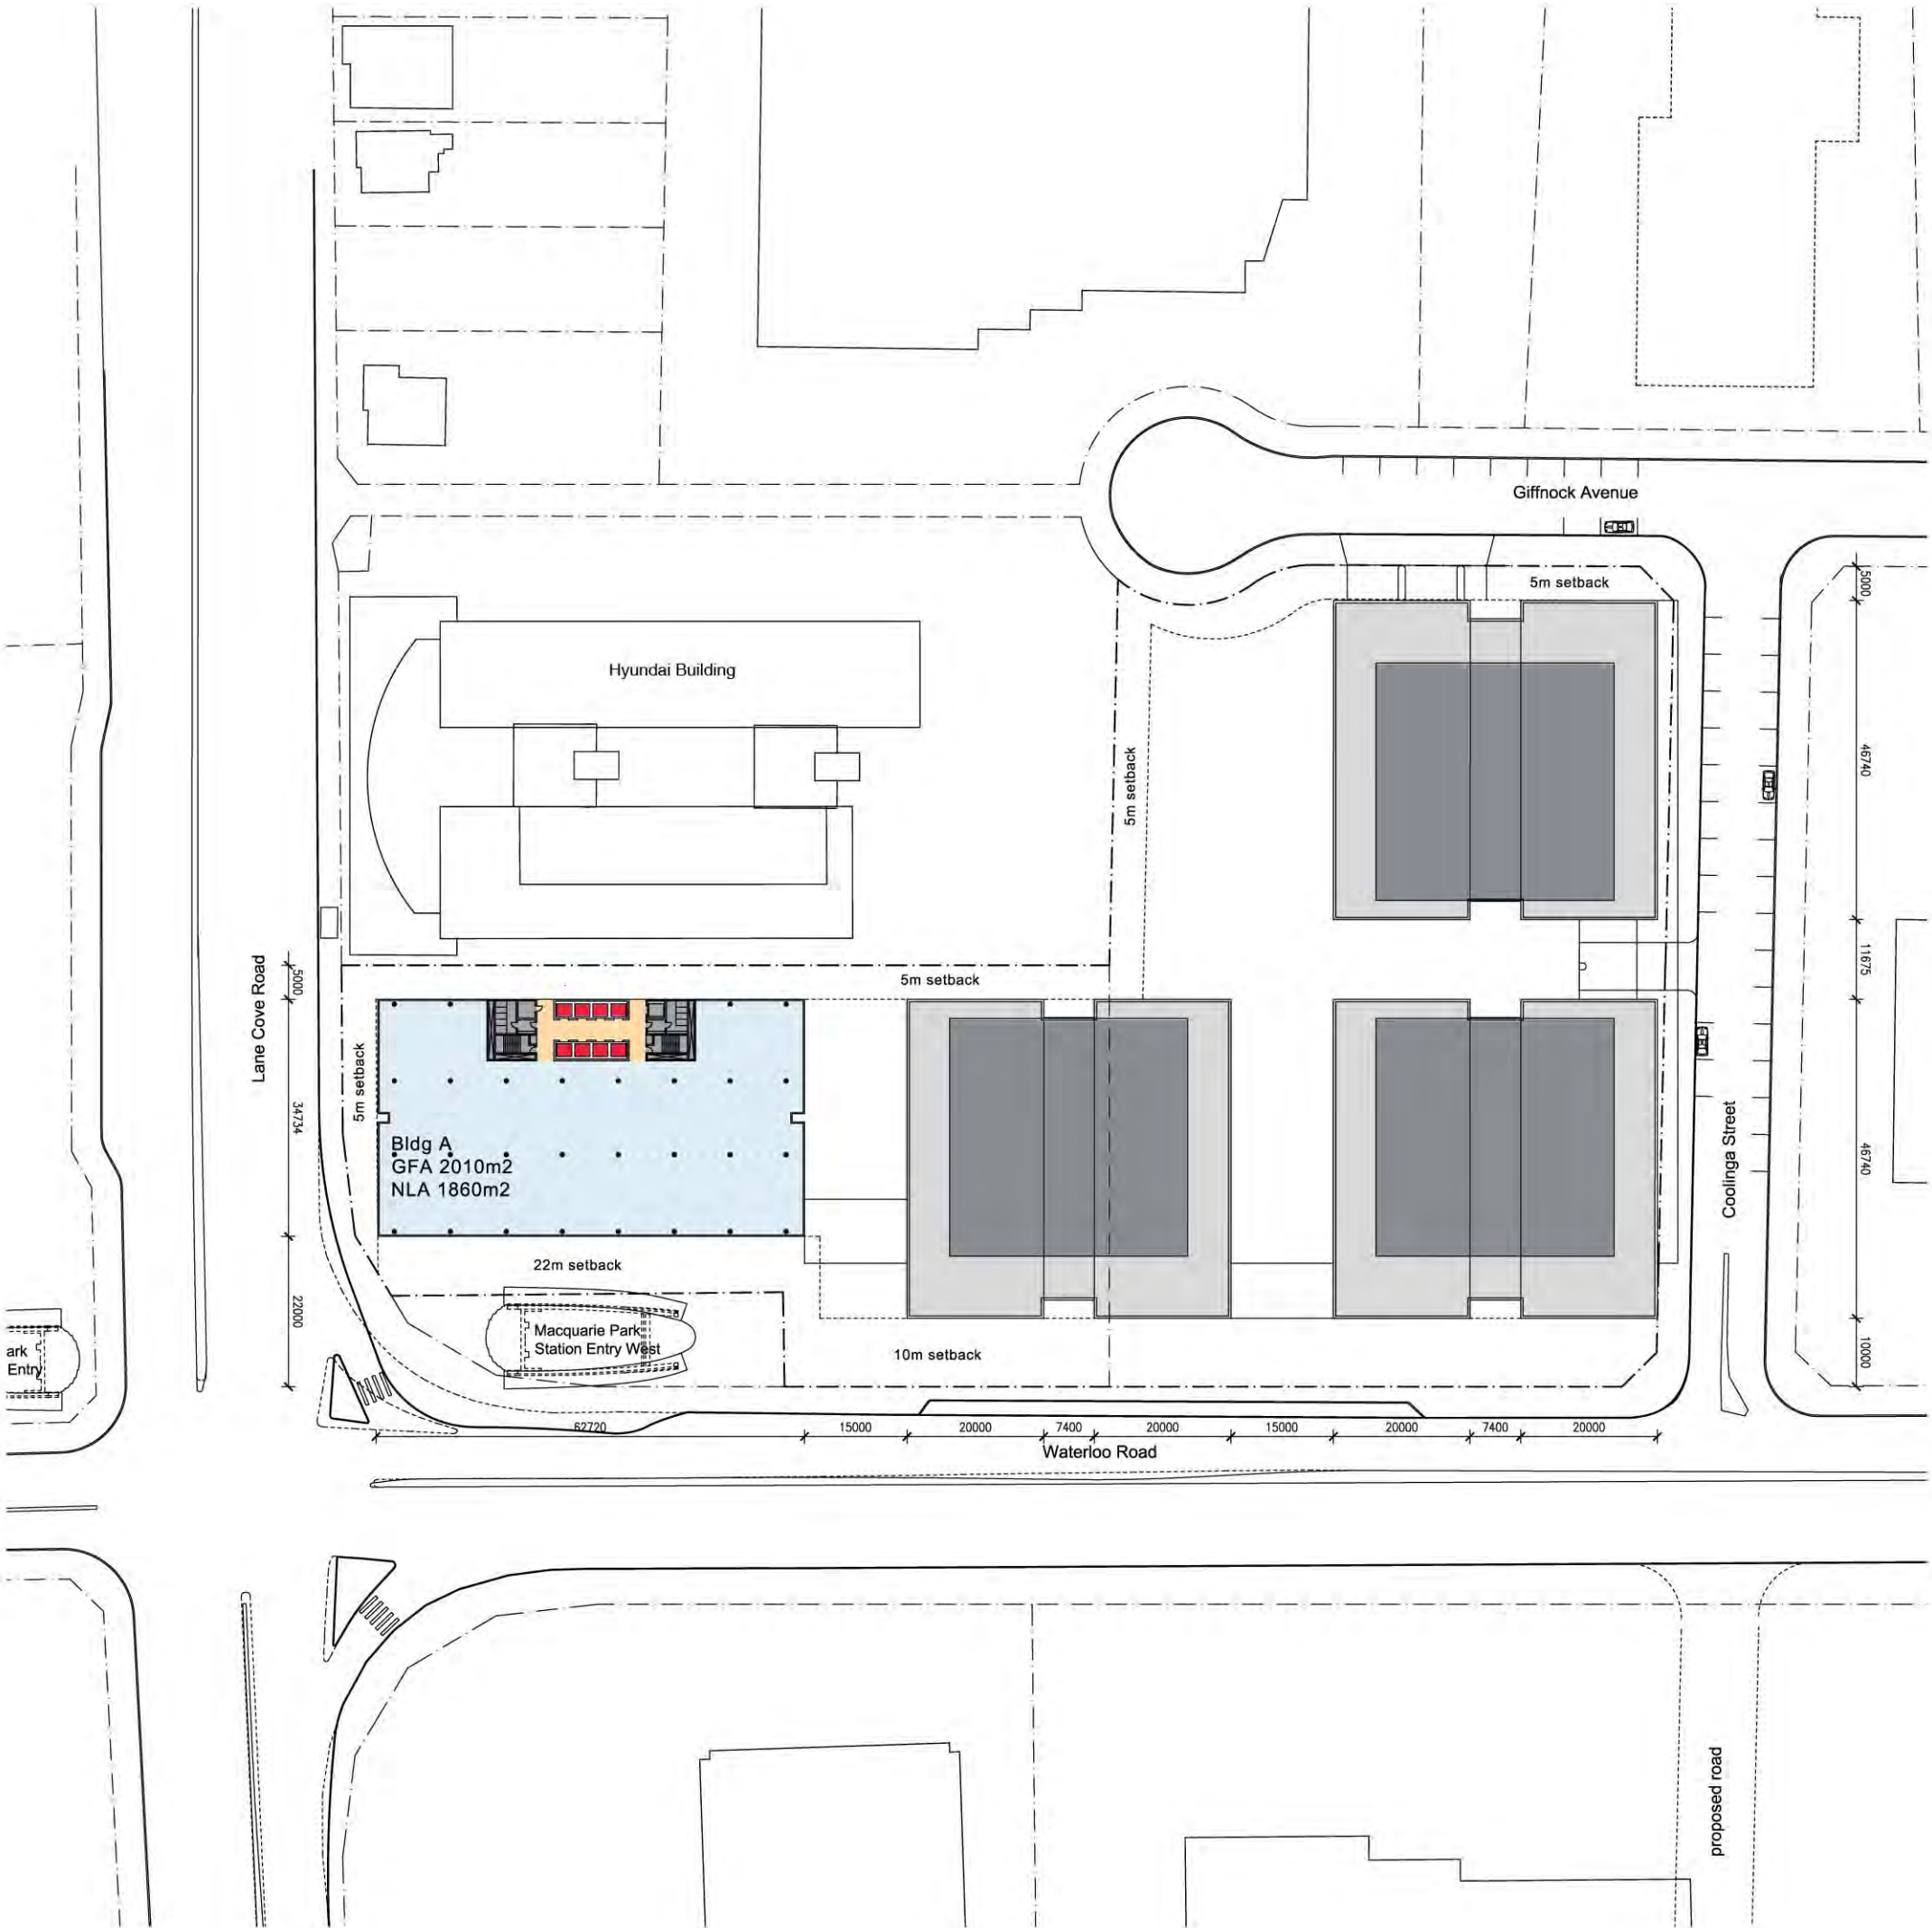 Giffnock Avenue
5m setback
5000
Hyundai Building
5m setback
46740
5m setback
11675
Lane Cove Road
5000
5m setback
34734
Bldg A
GFA 2010m2
NLA 1860m2
46740
Coolinga Street
22m setback
22000
Macquarie Park
Station Entry West
ark
Entry
10m setback
10000
62720
15000
20000
7400
20000
15000
20000
7400
20000
Waterloo Road
proposed road